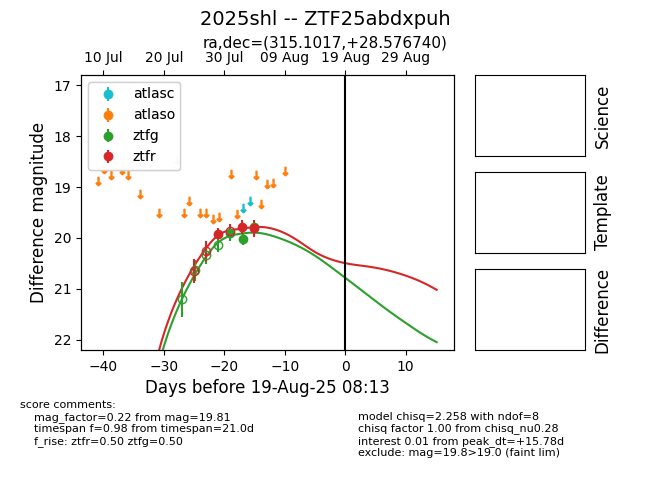 2025shl -- ZTF25abdxpuh
ra,dec=(315.1017,+28.576740)
10 Jul 20 Jul 30 Jul 09 Aug 19 Aug 29 Aug
atlasc
atlaso
ztfg
ztfr
17
18
19
20
21
22
Difference magnitude
−40 −30 −20 −10 0 10
Days before 19-Aug-25 08:13
Science
Template
Difference
score comments:
mag_factor=0.22 from mag=19.81
timespan f=0.98 from timespan=21.0d
f_rise: ztfr=0.50 ztfg=0.50
model chisq=2.258 with ndof=8
chisq factor 1.00 from chisq_nu0.28
interest 0.01 from peak_dt=+15.78d
exclude: mag=19.8>19.0 (faint lim)